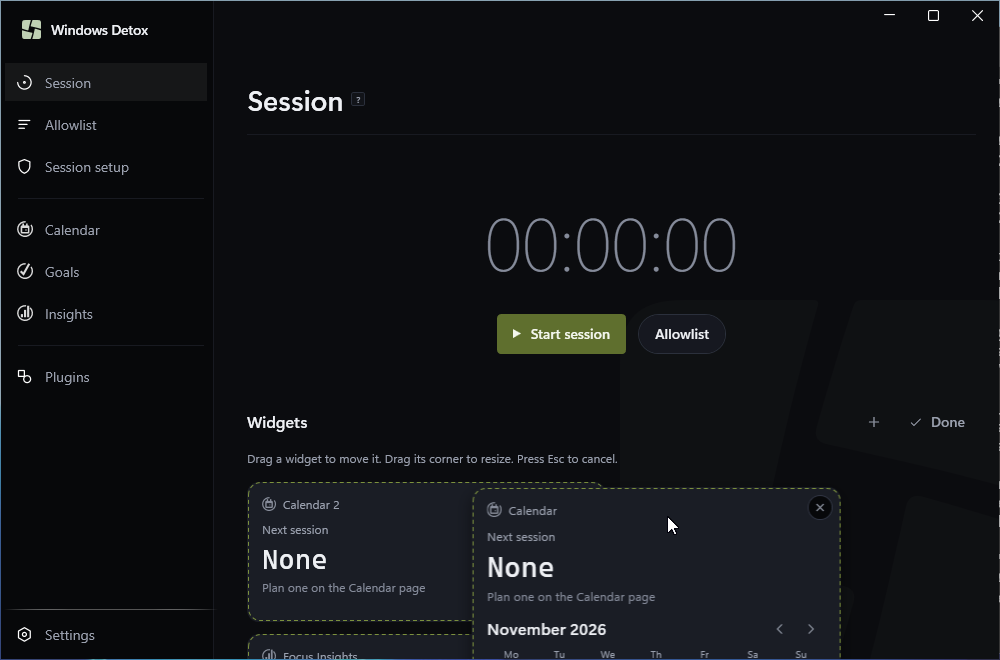 Windows Detox
Session
Allowlist
Session setup
Calendar
Goals
Insights
Plugins
Settings
Session ?
00:00:00
Start session Allowlist
Widgets + Done
Drag a widget to move it. Drag its corner to resize. Press Esc to cancel.
Calendar 2
Next session
None
Plan one on the Calendar page
Focus Insights
Calendar
Next session
None
Plan one on the Calendar page
November 2026
Mo Tu We Th Fr Sa Su